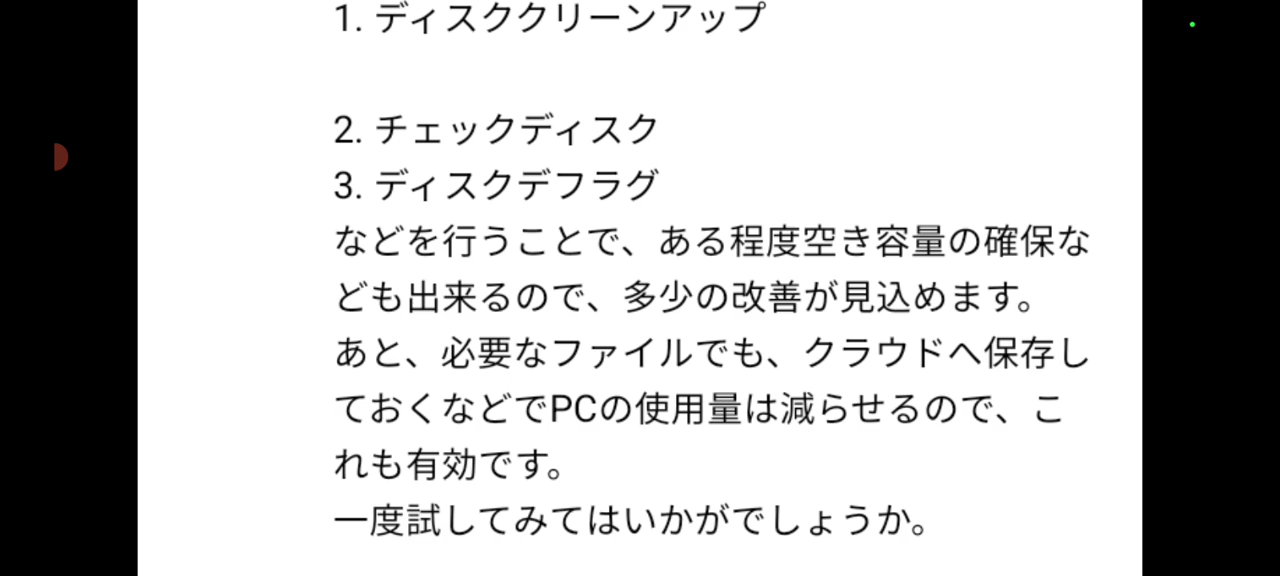 1. ディスククリーンアップ
2. チェックディスク
3. ディスクデフラグ
などを行うことで、ある程度空き容量の確保な
ども出来るので、多少の改善が見込めます。
あと、必要なファイルでも、クラウドへ保存し
ておくなどでPCの使用量は減らせるので、こ
れも有効です。
一度試してみてはいかがでしょうか。